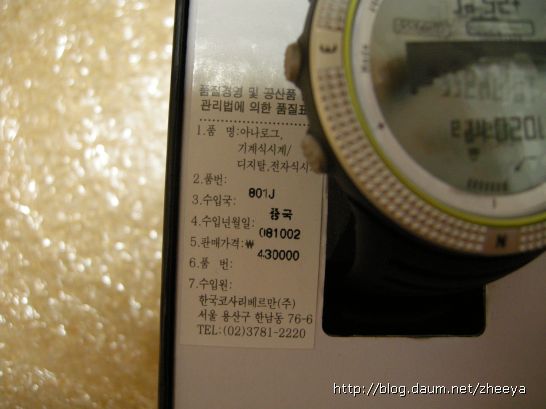 품질경영 및 공산품
관리법에 의한 품질표
1.품 명:아나로그,
기계식시계/
디지탈,전자식시
2.품번:
801J
3.수입국:
중국
4.수입년월일:
081002
5.판매가격:₩
430000
6.품 번:
7.수입원:
한국코사리베르만(주)
서울 용산구 한남동 76-6
TEL:(02)3781-2220
E
N
http://blog.daum.net/zheeya